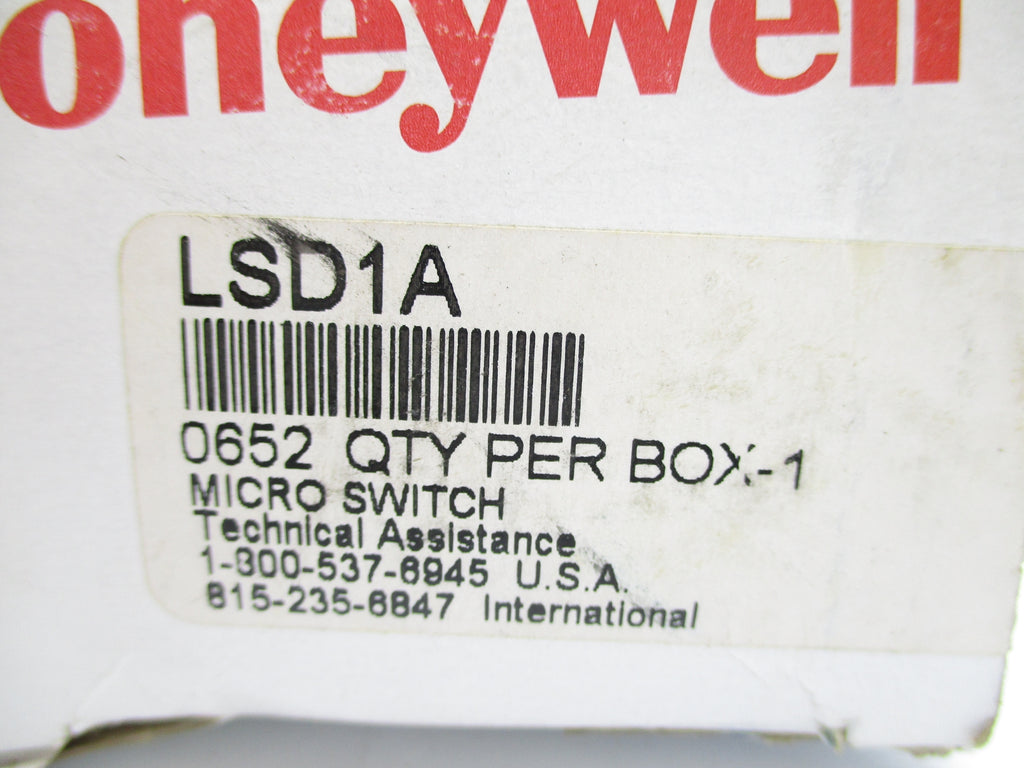 oneywell
LSD1A
0652 QTY PER BOX-1
MICRO SWITCH
Technical Assistance
1-800-537-6945 U.S.A.
815-235-6847 International